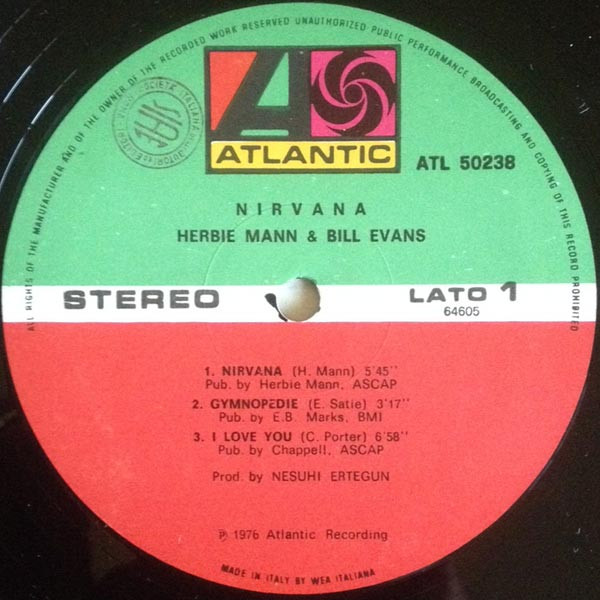 ALL RIGHTS OF THE MANUFACTURER AND OF THE OWNER OF THE RECORDED WORK RESERVED UNAUTHORIZED PUBLIC PERFORMANCE BROADCASTING AND COPYING OF THIS RECORD PROHIBITED
SOCIETA' ITALIANA
A
ATLANTIC
ATL 50238
NIRVANA
HERBIE MANN & BILL EVANS
STEREO
LATO 1
64605
1. NIRVANA (H. Mann) 5'45''
Pub. by Herbie Mann, ASCAP
2. GYMNOPEDIE (E. Satie) 3'17''
Pub. by E.B. Marks, BMI
3. I LOVE YOU (C. Porter) 6'58''
Pub. by Chappell, ASCAP
Prod. by NESUHI ERTEGUN
℗ 1976 Atlantic Recording
MADE IN ITALY BY WEA ITALIANA